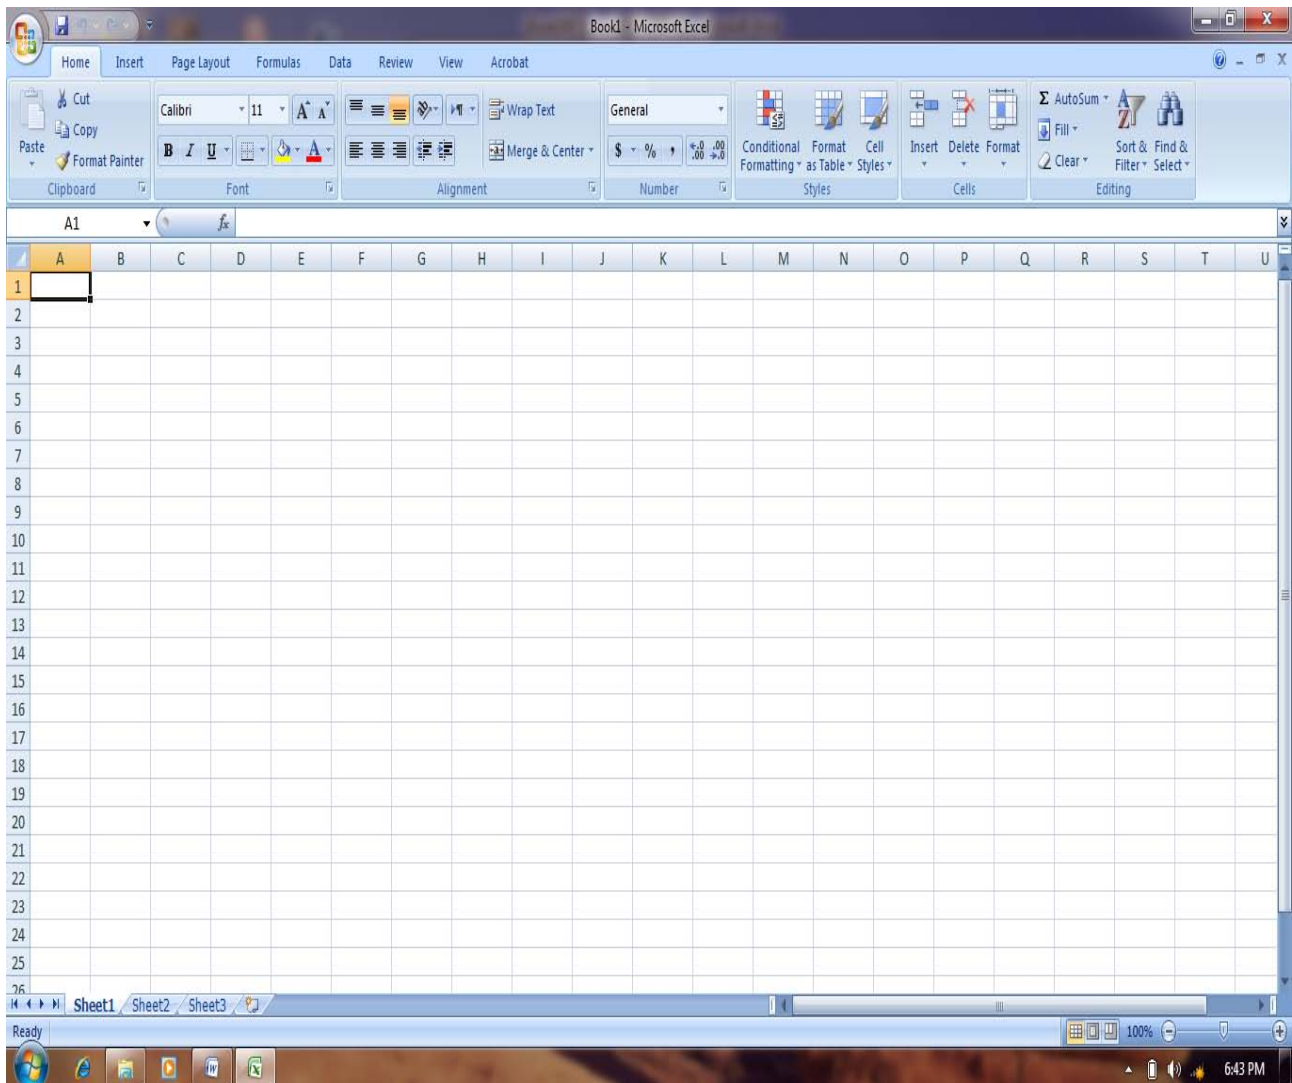 Book1 - Microsoft Excel
Home Insert Page Layout Formulas Data Review View Acrobat
Cut
Copy
Format Painter
Paste
Clipboard
Calibri 11
B I U
Font
Wrap Text
Merge & Center
Alignment
General
$ % ,
Number
Conditional Formatting
Format as Table
Cell Styles
Styles
Insert Delete Format
Cells
Σ AutoSum
Fill
Clear
Sort & Filter
Find & Select
Editing
A1 fx
A B C D E F G H I J K L M N O P Q R S T U
1
2
3
4
5
6
7
8
9
10
11
12
13
14
15
16
17
18
19
20
21
22
23
24
25
26
Sheet1 Sheet2 Sheet3
Ready 100%
6:43 PM